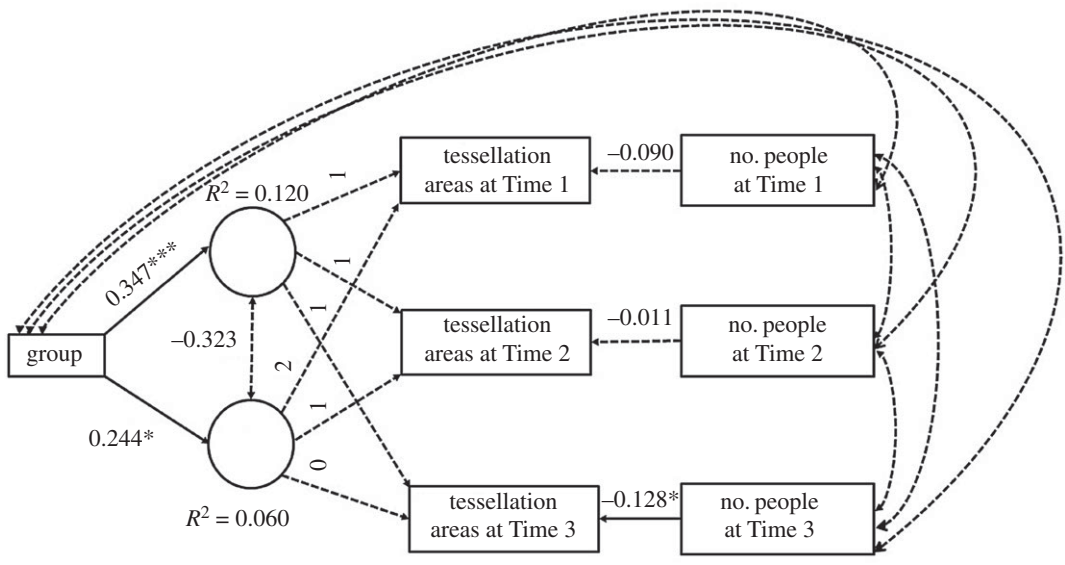 tessellation
areas at Time 1
–0.090
no. people
at Time 1
R² = 0.120
1
0.347***
1
tessellation
areas at Time 2
–0.011
no. people
at Time 2
1
–0.323
group
2
1
0.244*
0
tessellation
areas at Time 3
–0.128*
no. people
at Time 3
R² = 0.060